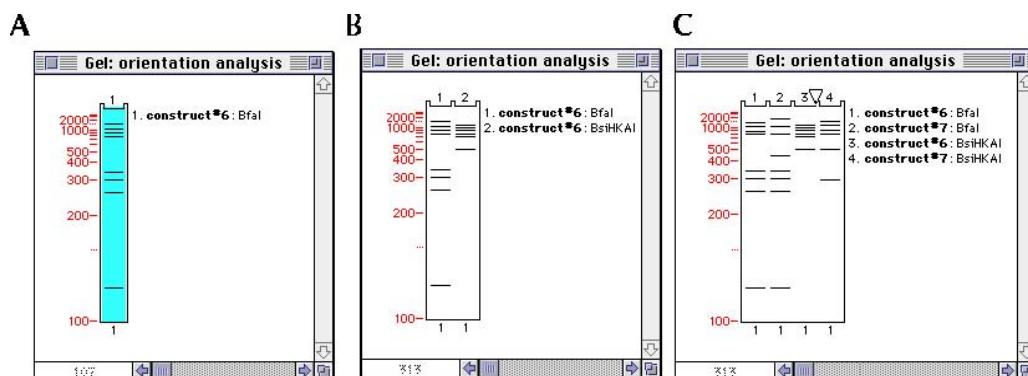 A
Gel: orientation analysis
1
1. construct#6: BfaI
2000
1000
500
400
300
200
100
1
107
B
Gel: orientation analysis
1 2
1. construct#6: BfaI
2. construct#6: BsiHKAI
2000
1000
500
400
300
200
100
1 1
313
C
Gel: orientation analysis
1 2 3 4
1. construct#6: BfaI
2. construct#7: BfaI
3. construct#6: BsiHKAI
4. construct#7: BsiHKAI
2000
1000
500
400
300
200
100
1 1 1 1
313